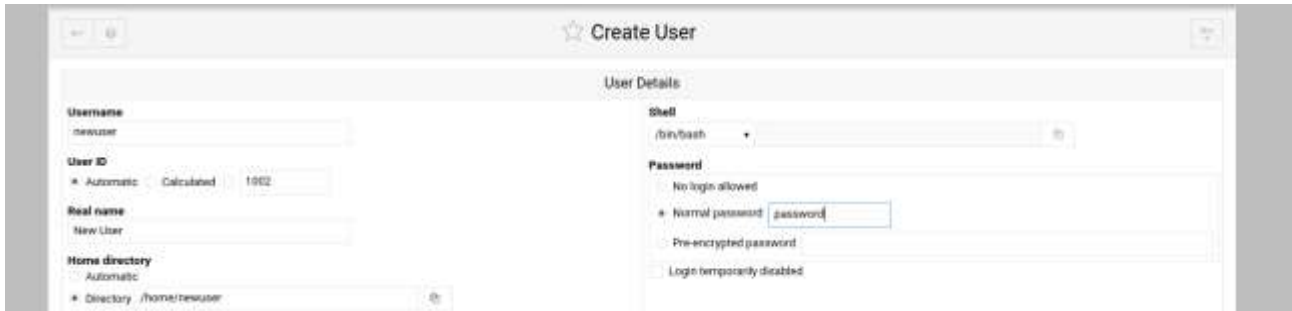 Create User
User Details
Username
newuser
User ID
Automatic Calculated 1002
Real name
New User
Home directory
Automatic
Directory /home/newuser
Shell
/bin/bash
Password
No login allowed
Normal password password
Pre-encrypted password
Login temporarily disabled